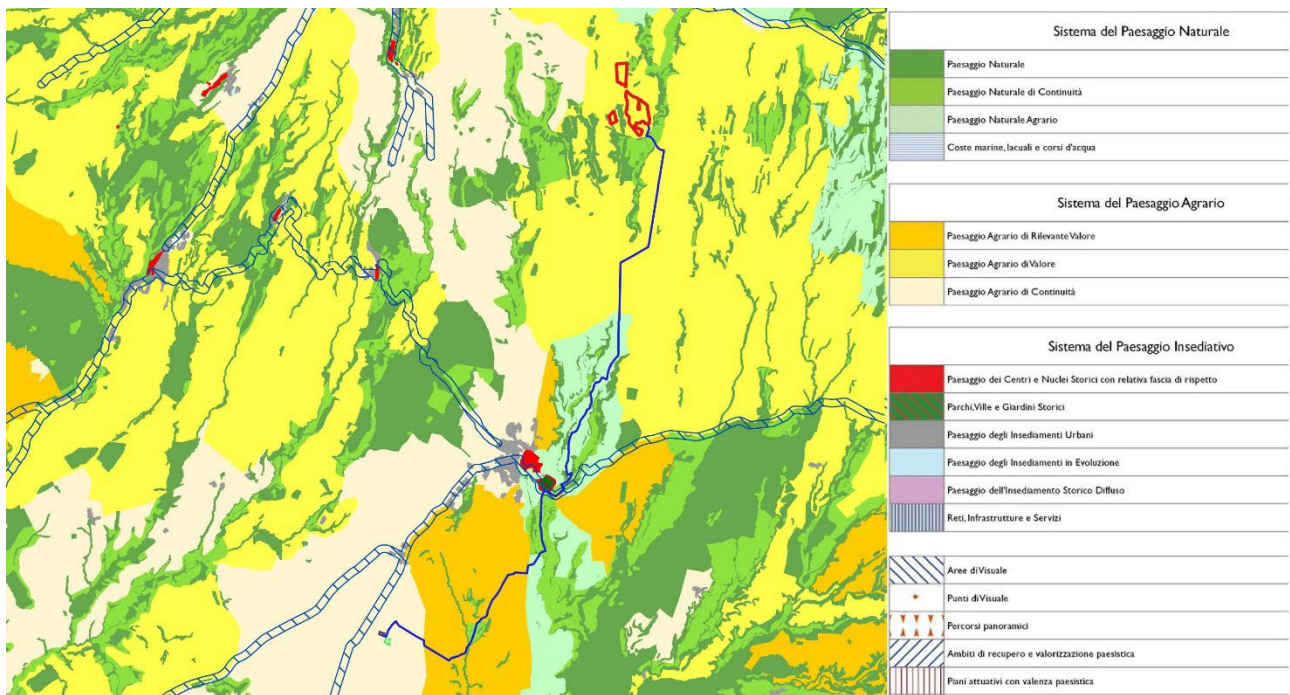 Sistema del Paesaggio Naturale
Paesaggio Naturale
Paesaggio Naturale di Continuità
Paesaggio Naturale Agrario
Coste marine, lacuali e corsi d'acqua
Sistema del Paesaggio Agrario
Paesaggio Agrario di Rilevante Valore
Paesaggio Agrario di Valore
Paesaggio Agrario di Continuità
Sistema del Paesaggio Insediativo
Paesaggio dei Centri e Nuclei Storici con relativa fascia di rispetto
Parchi, Ville e Giardini Storici
Paesaggio degli Insediamenti Urbani
Paesaggio degli Insediamenti in Evoluzione
Paesaggio dell'Insediamento Storico Diffuso
Reti, Infrastrutture e Servizi
Aree di Visuale
Punti di Visuale
Percorsi panoramici
Ambiti di recupero e valorizzazione paesistica
Piani attuativi con valenza paesistica